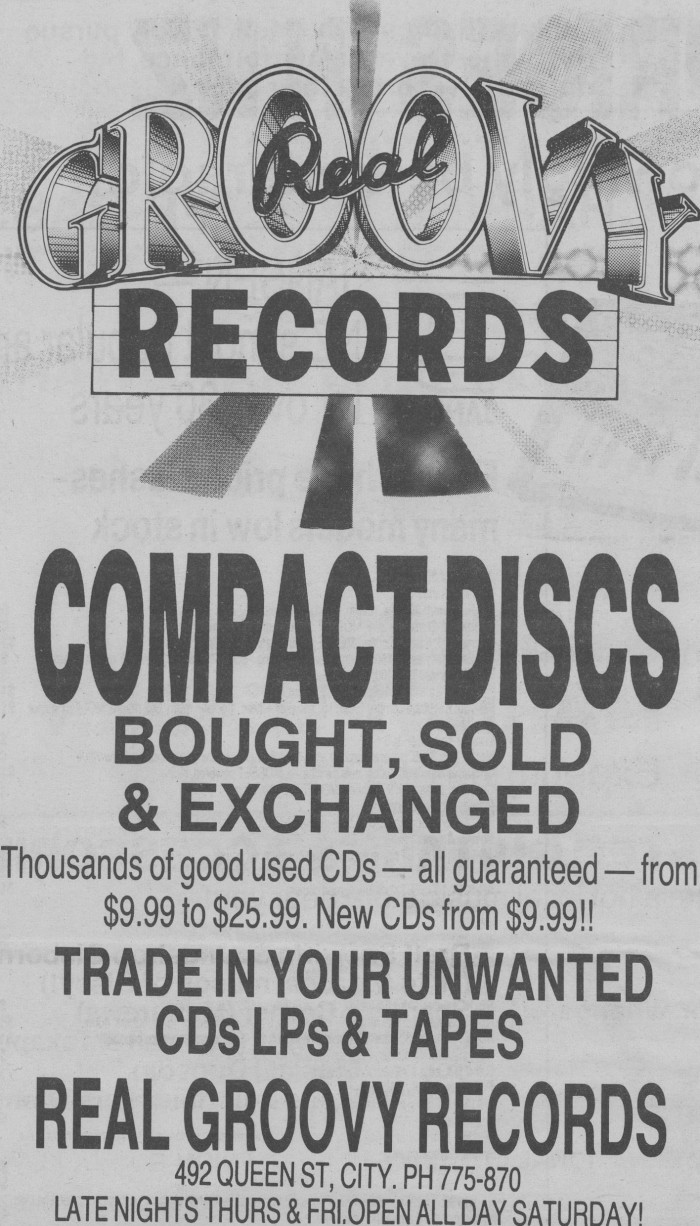 Real
GROOVY
RECORDS
COMPACT DISCS
BOUGHT, SOLD
& EXCHANGED
Thousands of good used CDs — all guaranteed — from
$9.99 to $25.99. New CDs from $9.99!!
TRADE IN YOUR UNWANTED
CDs LPs & TAPES
REAL GROOVY RECORDS
492 QUEEN ST, CITY. PH 775-870
LATE NIGHTS THURS & FRI.OPEN ALL DAY SATURDAY!